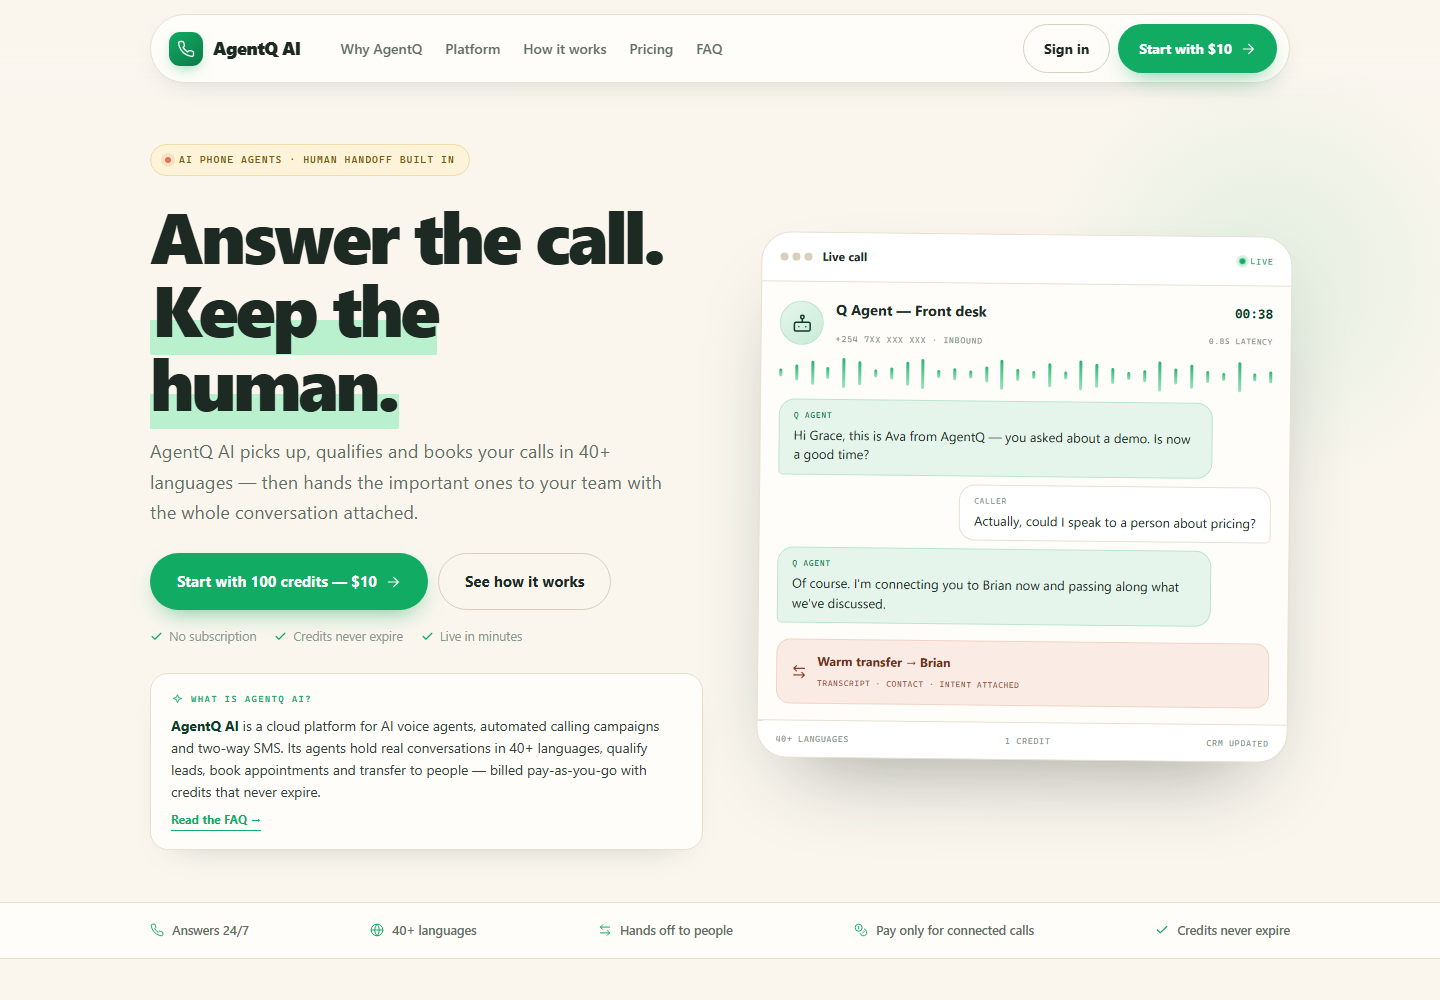 AgentQ AI
Why AgentQ
Platform
How it works
Pricing
FAQ
Sign in
Start with $10 →
AI PHONE AGENTS · HUMAN HANDOFF BUILT IN
Answer the call.
Keep the
human.
AgentQ AI picks up, qualifies and books your calls in 40+
languages — then hands the important ones to your team with
the whole conversation attached.
Start with 100 credits — $10 →
See how it works
No subscription
Credits never expire
Live in minutes
WHAT IS AGENTQ AI?
AgentQ AI is a cloud platform for AI voice agents, automated calling campaigns
and two-way SMS. Its agents hold real conversations in 40+ languages, qualify
leads, book appointments and transfer to people — billed pay-as-you-go with
credits that never expire.
Read the FAQ →
Live call
LIVE
Q Agent — Front desk
00:38
+254 7XX XXX XXX · INBOUND
0.8S LATENCY
Q AGENT
Hi Grace, this is Ava from AgentQ — you asked about a demo. Is now
a good time?
CALLER
Actually, could I speak to a person about pricing?
Q AGENT
Of course. I'm connecting you to Brian now and passing along what
we've discussed.
Warm transfer → Brian
TRANSCRIPT · CONTACT · INTENT ATTACHED
40+ LANGUAGES
1 CREDIT
CRM UPDATED
Answers 24/7
40+ languages
Hands off to people
Pay only for connected calls
Credits never expire